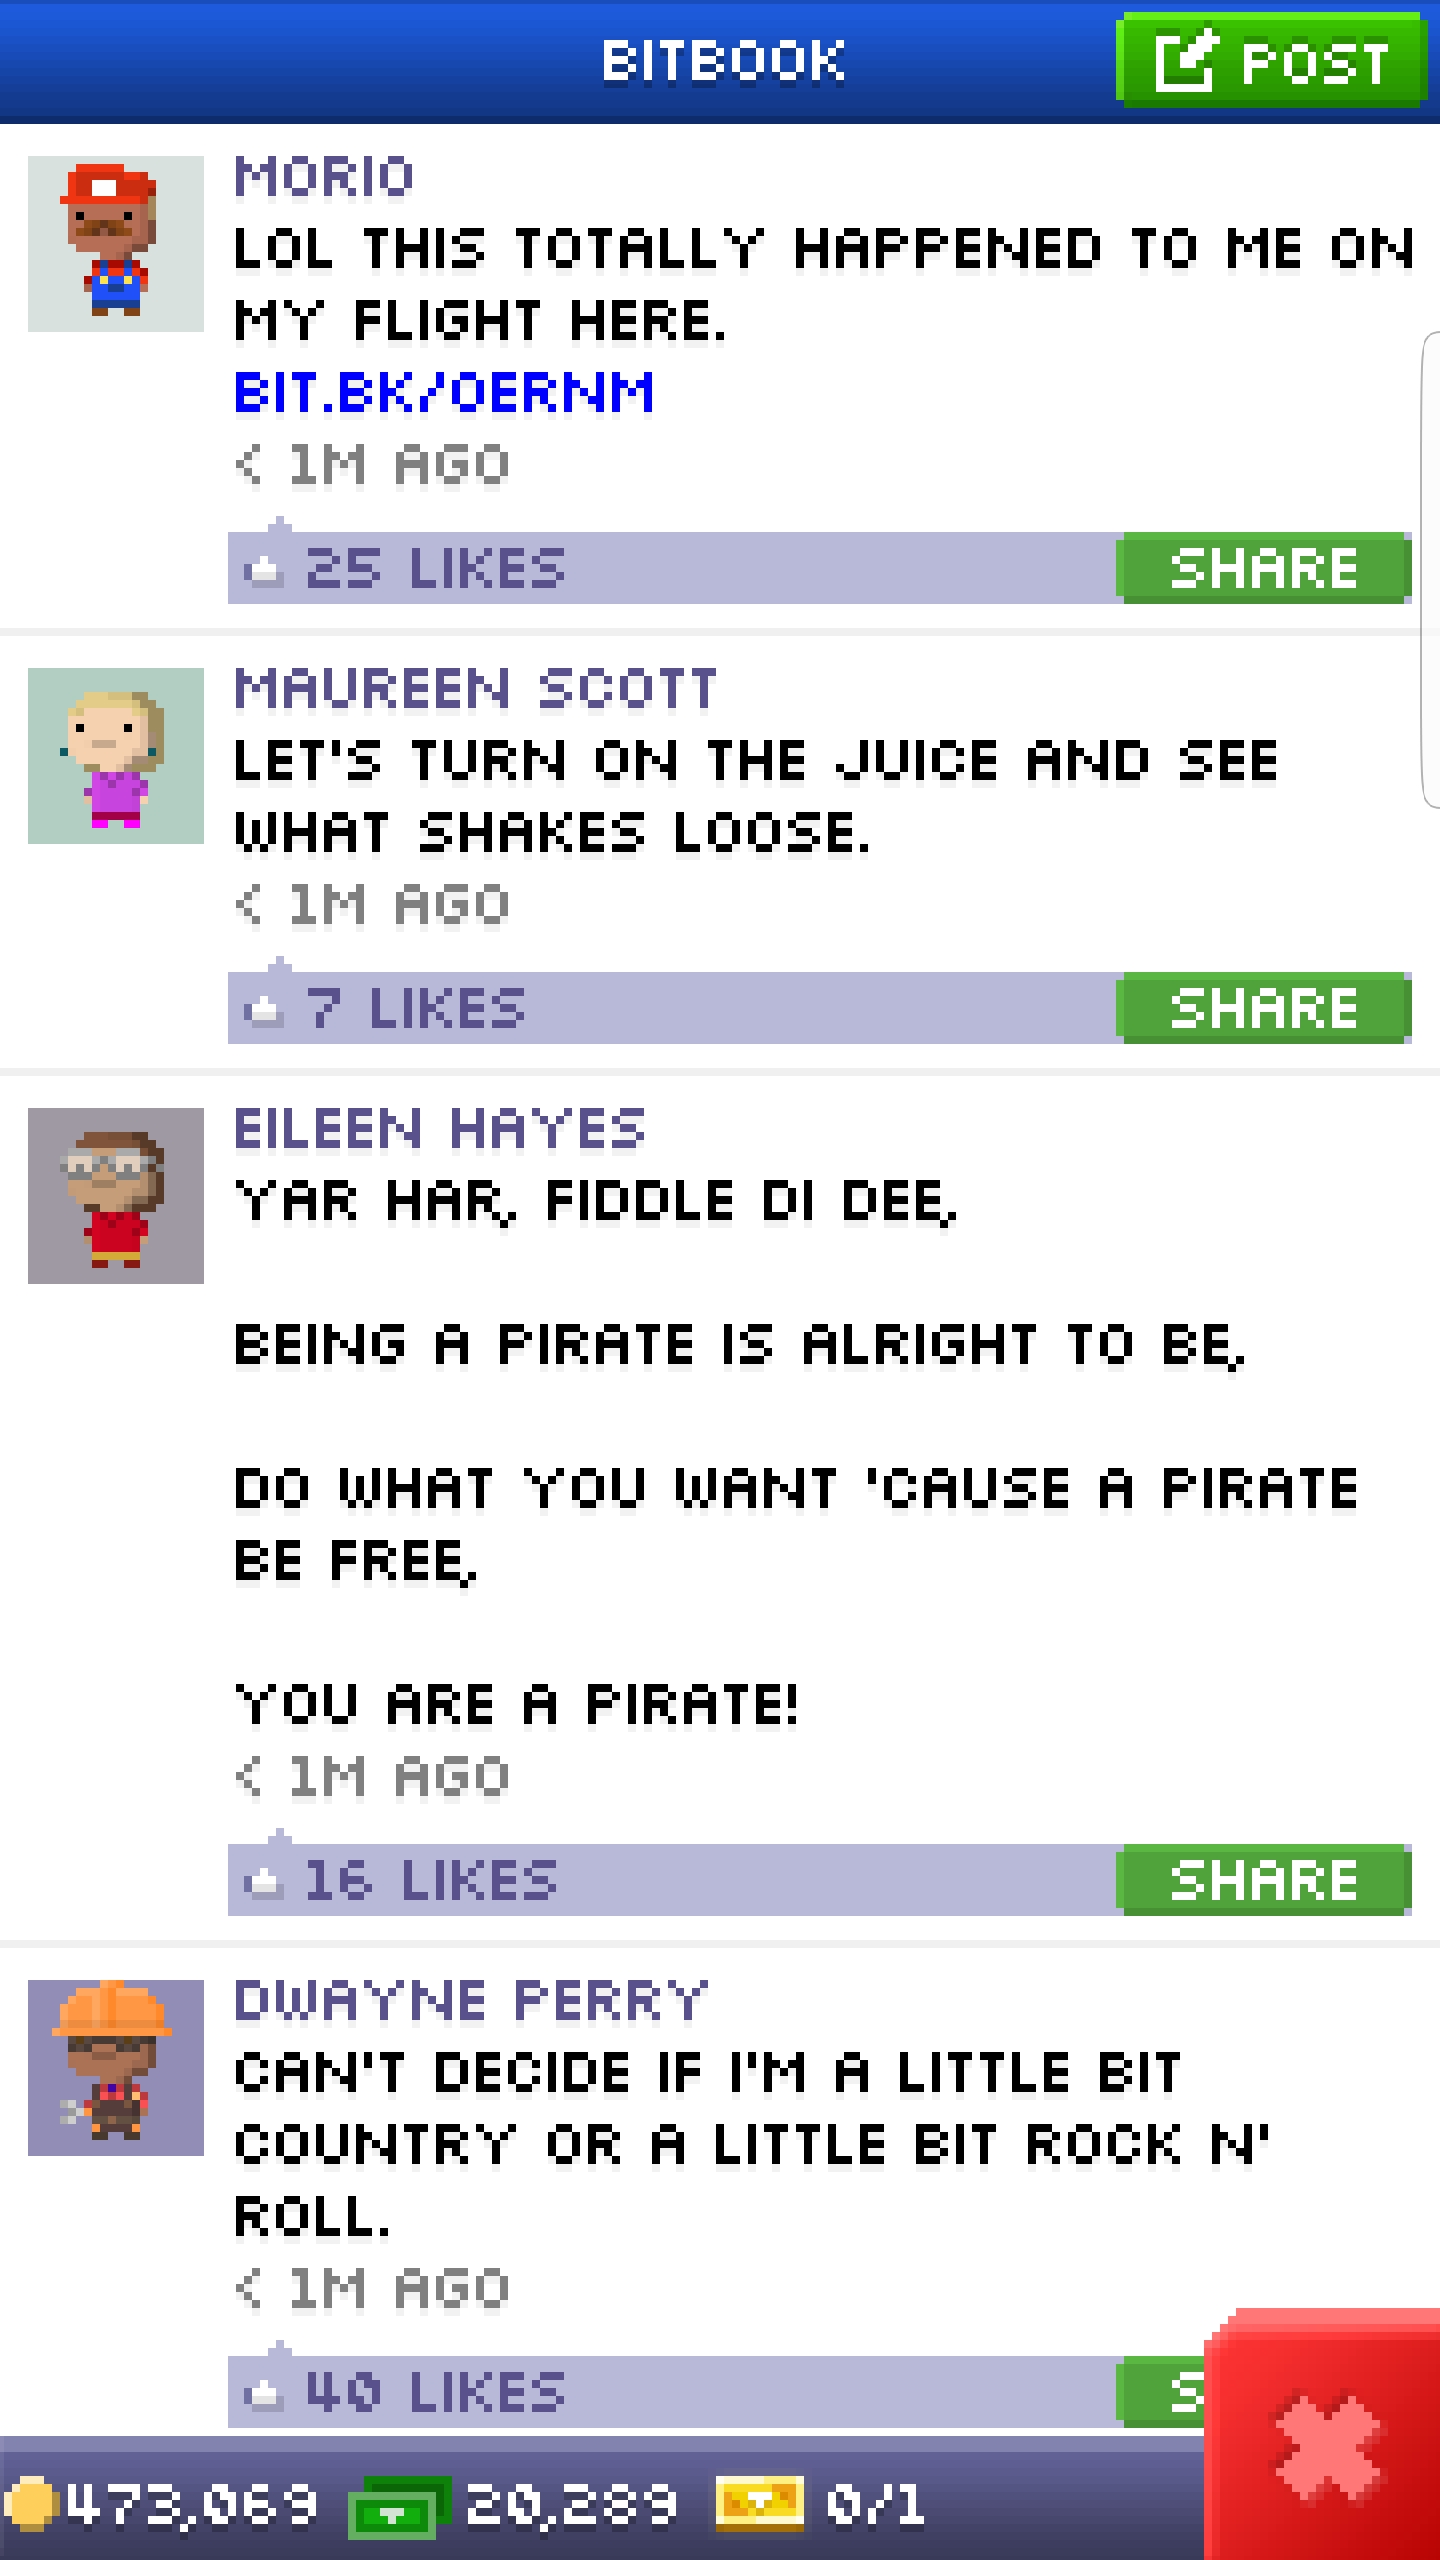 BITBOOK
POST
MORIO
LOL THIS TOTALLY HAPPENED TO ME ON
MY FLIGHT HERE.
BIT.BK/OERNM
< 1M AGO
25 LIKES
SHARE
MAUREEN SCOTT
LET'S TURN ON THE JUICE AND SEE
WHAT SHAKES LOOSE.
< 1M AGO
7 LIKES
SHARE
EILEEN HAYES
YAR HAR, FIDDLE DI DEE,
BEING A PIRATE IS ALRIGHT TO BE,
DO WHAT YOU WANT 'CAUSE A PIRATE
BE FREE,
YOU ARE A PIRATE!
< 1M AGO
16 LIKES
SHARE
DWAYNE PERRY
CAN'T DECIDE IF I'M A LITTLE BIT
COUNTRY OR A LITTLE BIT ROCK N'
ROLL.
< 1M AGO
40 LIKES
S
473,069
20,289
0/1